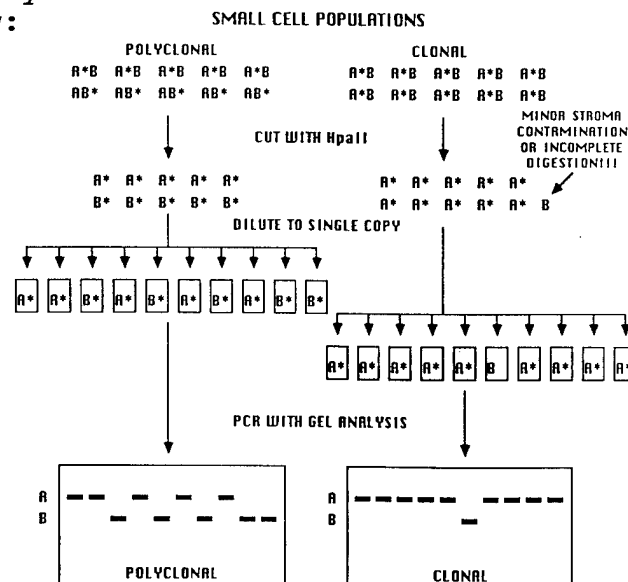 :
SMALL CELL POPULATIONS
POLYCLONAL
CLONAL
A*B A*B A*B A*B A*B
AB* AB* AB* AB* AB*
A*B A*B A*B A*B A*B
A*B A*B A*B A*B A*B
MINOR STROMA
CONTAMINATION
OR INCOMPLETE
DIGESTION!!!
CUT WITH HpaII
A* A* A* A* A*
B* B* B* B* B*
A* A* A* A* A*
A* A* A* A* A* B
DILUTE TO SINGLE COPY
A* A* B* A* B* A* B* A* B* B*
A* A* A* A* A* B A* A* A* A*
PCR WITH GEL ANALYSIS
A
B
POLYCLONAL
A
B
CLONAL